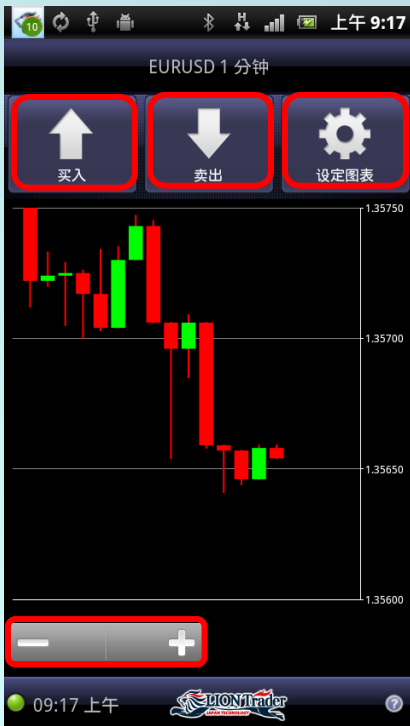 10
H
上午 9:17
EURUSD 1 分钟
买入
卖出
设定图表
1.35750
1.35700
1.35650
1.35600
09:17 上午
LION Trader
JAPAN TECHNOLOGY
?